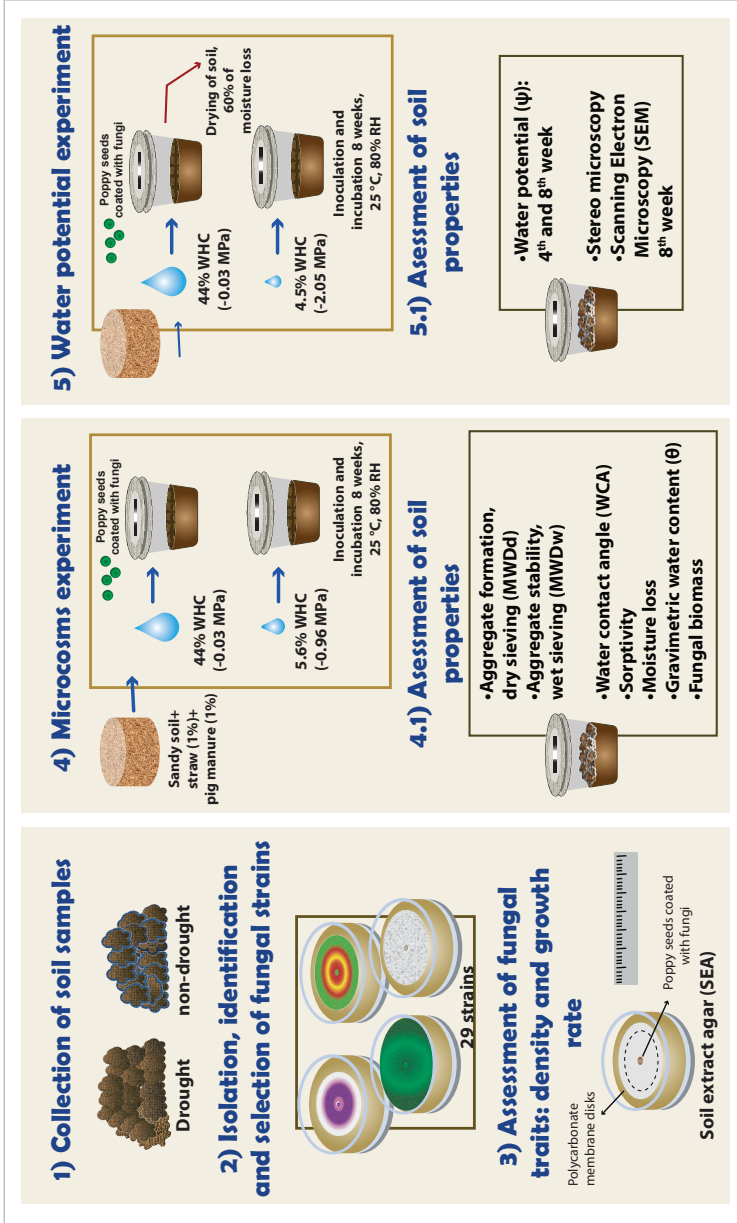 1) Collection of soil samples
Drought
non-drought
2) Isolation, identification
and selection of fungal strains
29 strains
3) Assessment of fungal
traits: density and growth
rate
Polycarbonate
membrane disks
Poppy seeds coated
with fungi
Soil extract agar (SEA)
4) Microcosms experiment
Sandy soil+
straw (1%)+
pig manure (1%)
Poppy seeds
coated with fungi
44% WHC
(-0.03 MPa)
5.6% WHC
(-0.96 MPa)
Inoculation and
incubation 8 weeks,
25 °C, 80% RH
4.1) Asessment of soil
properties
•Aggregate formation,
dry sieving (MWDd)
•Aggregate stability,
wet sieving (MWDw)
•Water contact angle (WCA)
•Sorptivity
•Moisture loss
•Gravimetric water content (θ)
•Fungal biomass
5) Water potential experiment
Poppy seeds
coated with fungi
44% WHC
(-0.03 MPa)
Drying of soil,
60% of
moisture loss
4.5% WHC
(-2.05 MPa)
Inoculation and
incubation 8 weeks,
25 °C, 80% RH
5.1) Asessment of soil
properties
•Water potential (ψ):
4th and 8th week
•Stereo microscopy
•Scanning Electron
Microscopy (SEM)
8th week